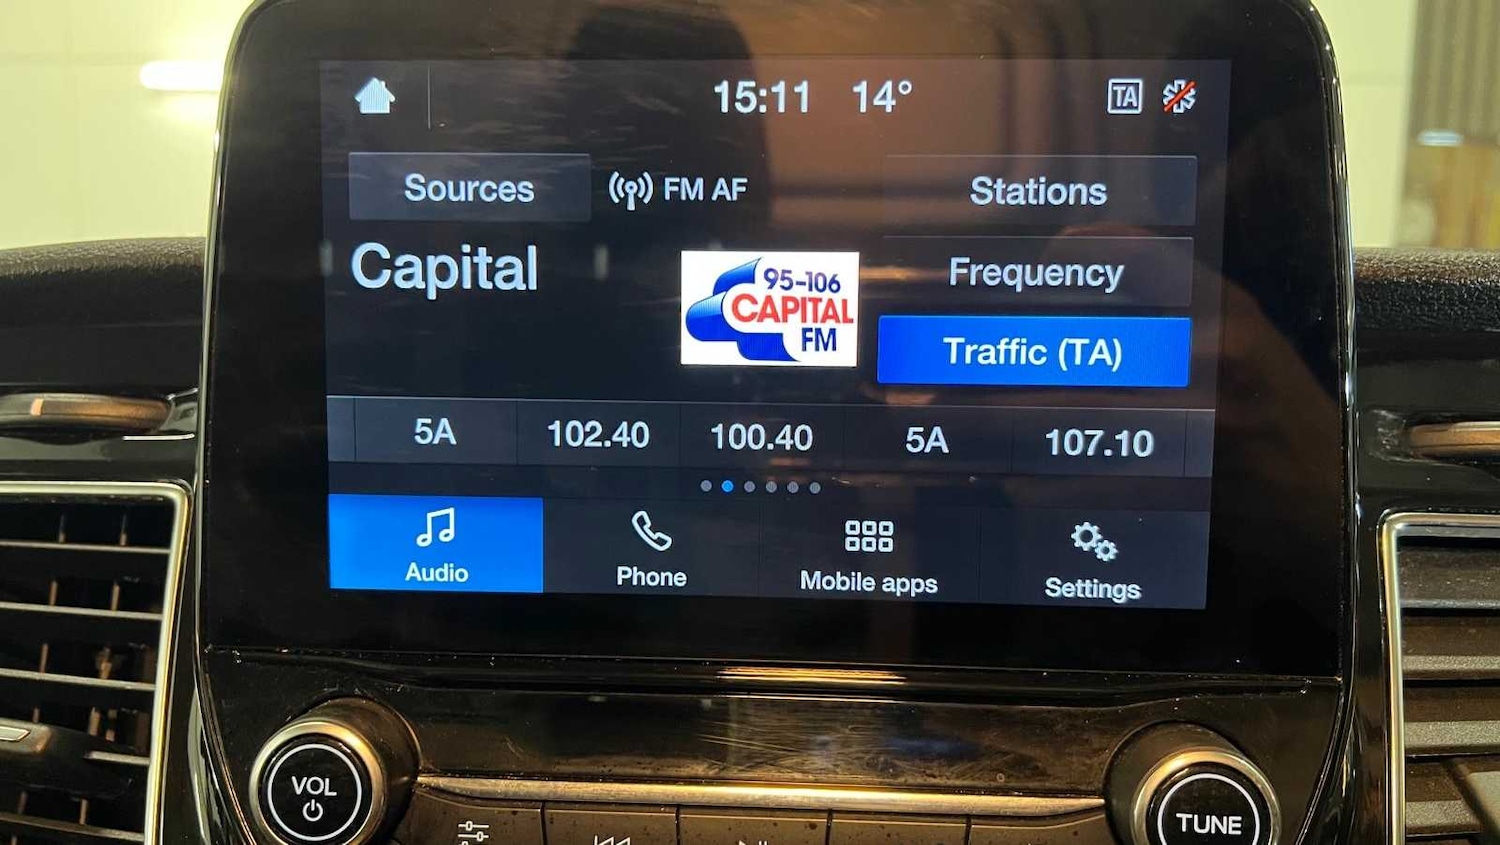 15:11 14° TA
Sources FM AF Stations
Capital
95-106
CAPITAL
FM
Frequency
Traffic (TA)
5A 102.40 100.40 5A 107.10
Audio Phone Mobile apps Settings
VOL
TUNE